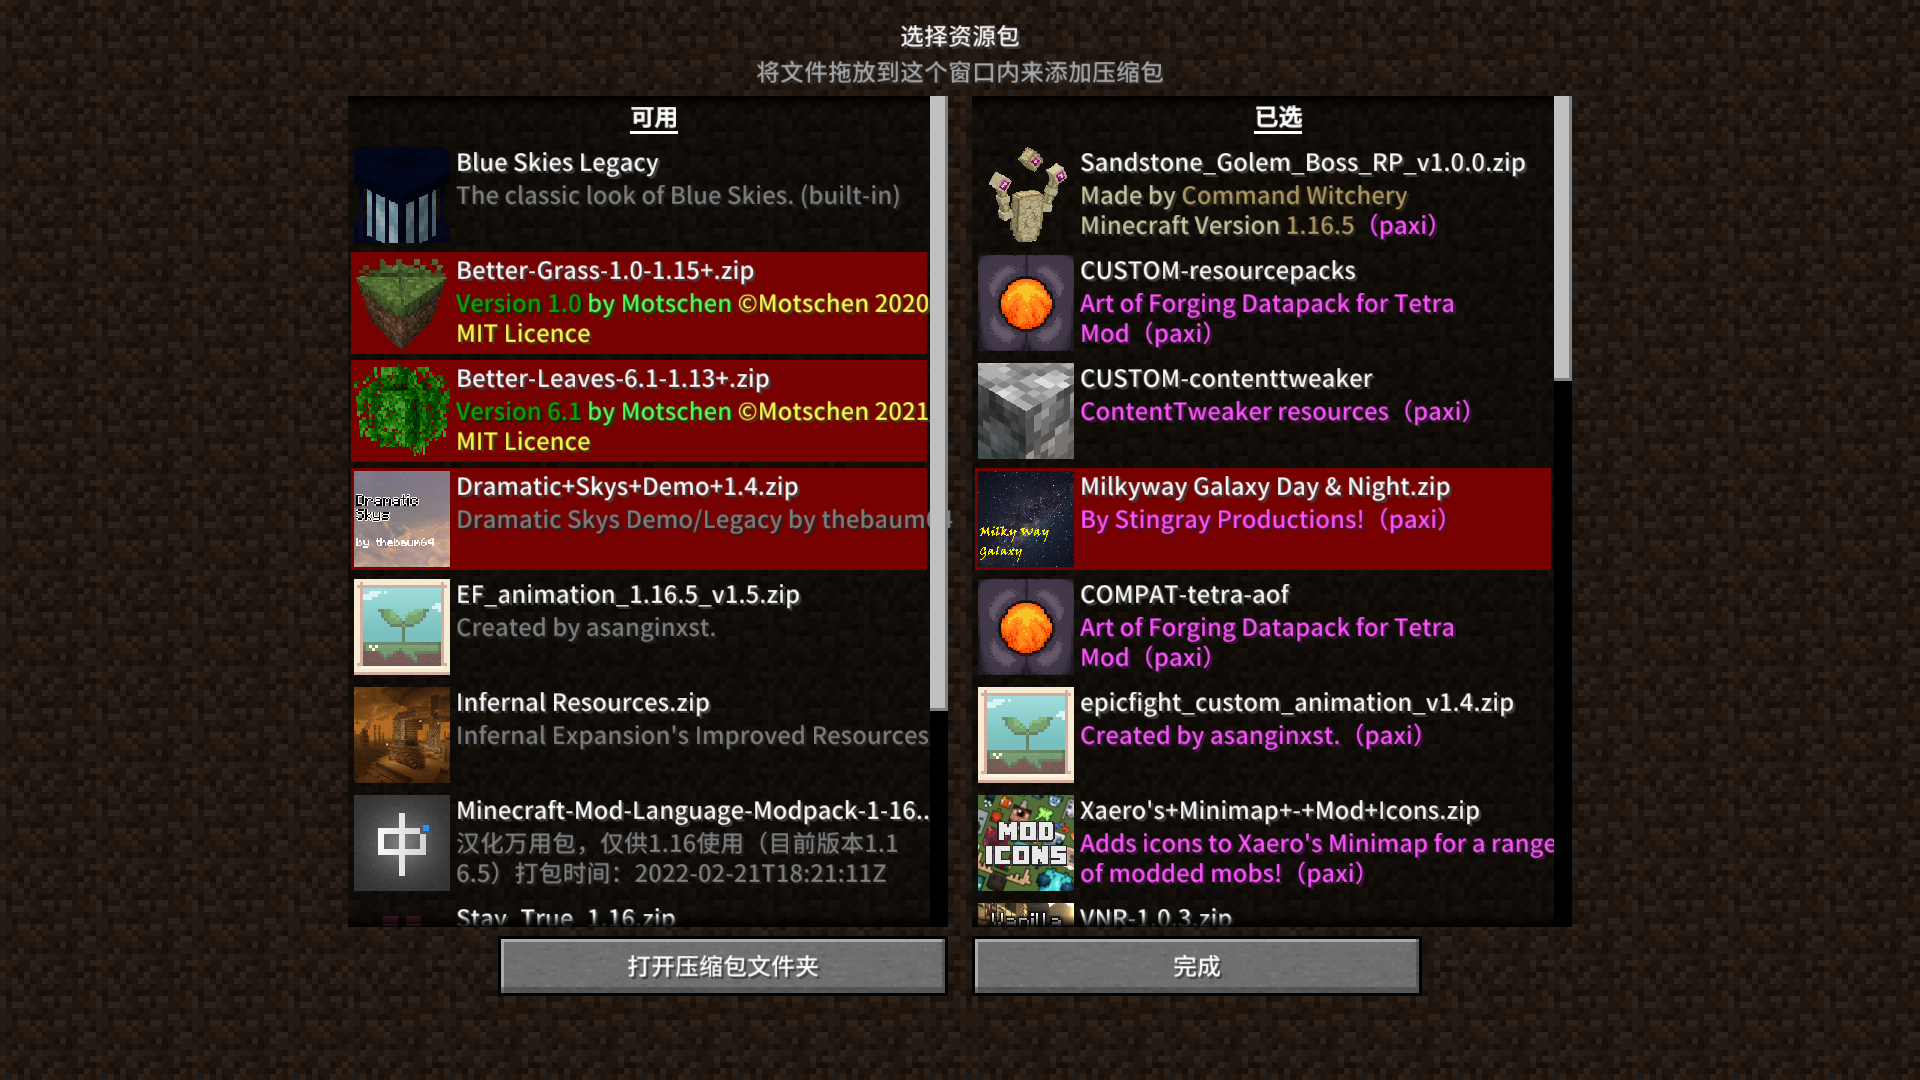 选择资源包
将文件拖放到这个窗口内来添加压缩包
可用
Blue Skies Legacy
The classic look of Blue Skies. (built-in)
Better-Grass-1.0-1.15+.zip
Version 1.0 by Motschen ©Motschen 2020
MIT Licence
Better-Leaves-6.1-1.13+.zip
Version 6.1 by Motschen ©Motschen 2021
MIT Licence
Dramatic
Skys
by thebaum64
Dramatic+Skys+Demo+1.4.zip
Dramatic Skys Demo/Legacy by thebaum64
EF_animation_1.16.5_v1.5.zip
Created by asanginxst.
Infernal Resources.zip
Infernal Expansion's Improved Resources
中
Minecraft-Mod-Language-Modpack-1-16..
汉化万用包，仅供1.16使用（目前版本1.1
6.5）打包时间：2022-02-21T18:21:11Z
Stay_True_1.16.zip
已选
Sandstone_Golem_Boss_RP_v1.0.0.zip
Made by Command Witchery
Minecraft Version 1.16.5（paxi）
CUSTOM-resourcepacks
Art of Forging Datapack for Tetra
Mod（paxi）
CUSTOM-contenttweaker
ContentTweaker resources（paxi）
Milky Way
Galaxy
Milkyway Galaxy Day & Night.zip
By Stingray Productions!（paxi）
COMPAT-tetra-aof
Art of Forging Datapack for Tetra
Mod（paxi）
epicfight_custom_animation_v1.4.zip
Created by asanginxst.（paxi）
MOD
ICONS
Xaero's+Minimap+-+Mod+Icons.zip
Adds icons to Xaero's Minimap for a range
of modded mobs!（paxi）
Vanilla
VNR-1.0.3.zip
打开压缩包文件夹
完成